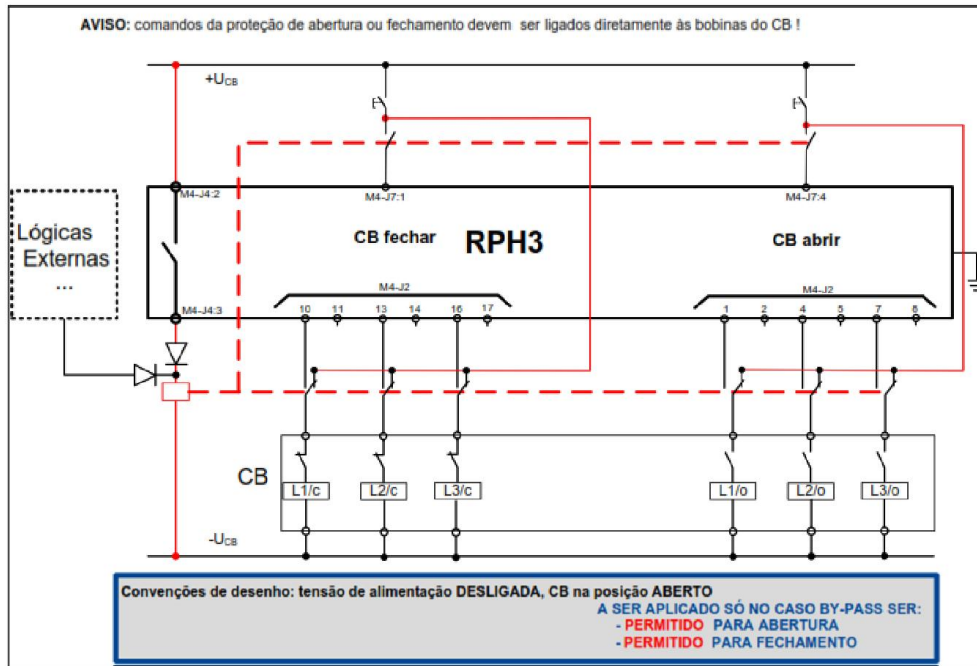 AVISO: comandos da proteção de abertura ou fechamento devem ser ligados diretamente às bobinas do CB !
+UCB
M4-J4:2
M4-J7:1
M4-J7:4
Lógicas
Externas
...
CB fechar
RPH3
CB abrir
M4-J2
M4-J2
M4-J4:3
10 11 13 14 16 17
1 2 4 5 7 8
CB
L1/c L2/c L3/c
L1/o L2/o L3/o
-UCB
Convenções de desenho: tensão de alimentação DESLIGADA, CB na posição ABERTO
A SER APLICADO SÓ NO CASO BY-PASS SER:
- PERMITIDO PARA ABERTURA
- PERMITIDO PARA FECHAMENTO